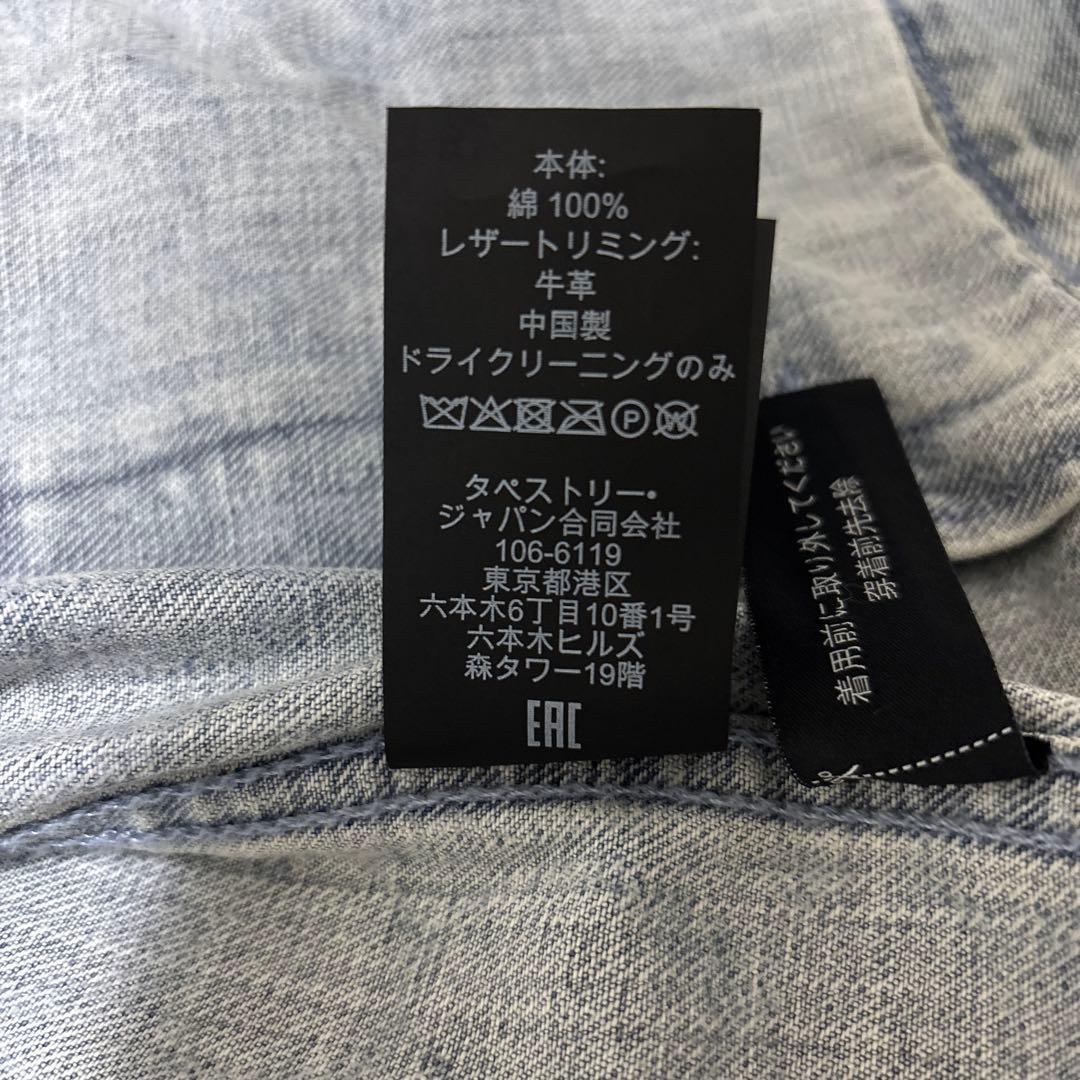 本体:
綿 100%
レザートリミング:
牛革
中国製
ドライクリーニングのみ
P W
タペストリー•
ジャパン合同会社
106-6119
東京都港区
六本木6丁目10番1号
六本木ヒルズ
森タワー19階
EAC
着用前に取り外してください
穿着前先去除